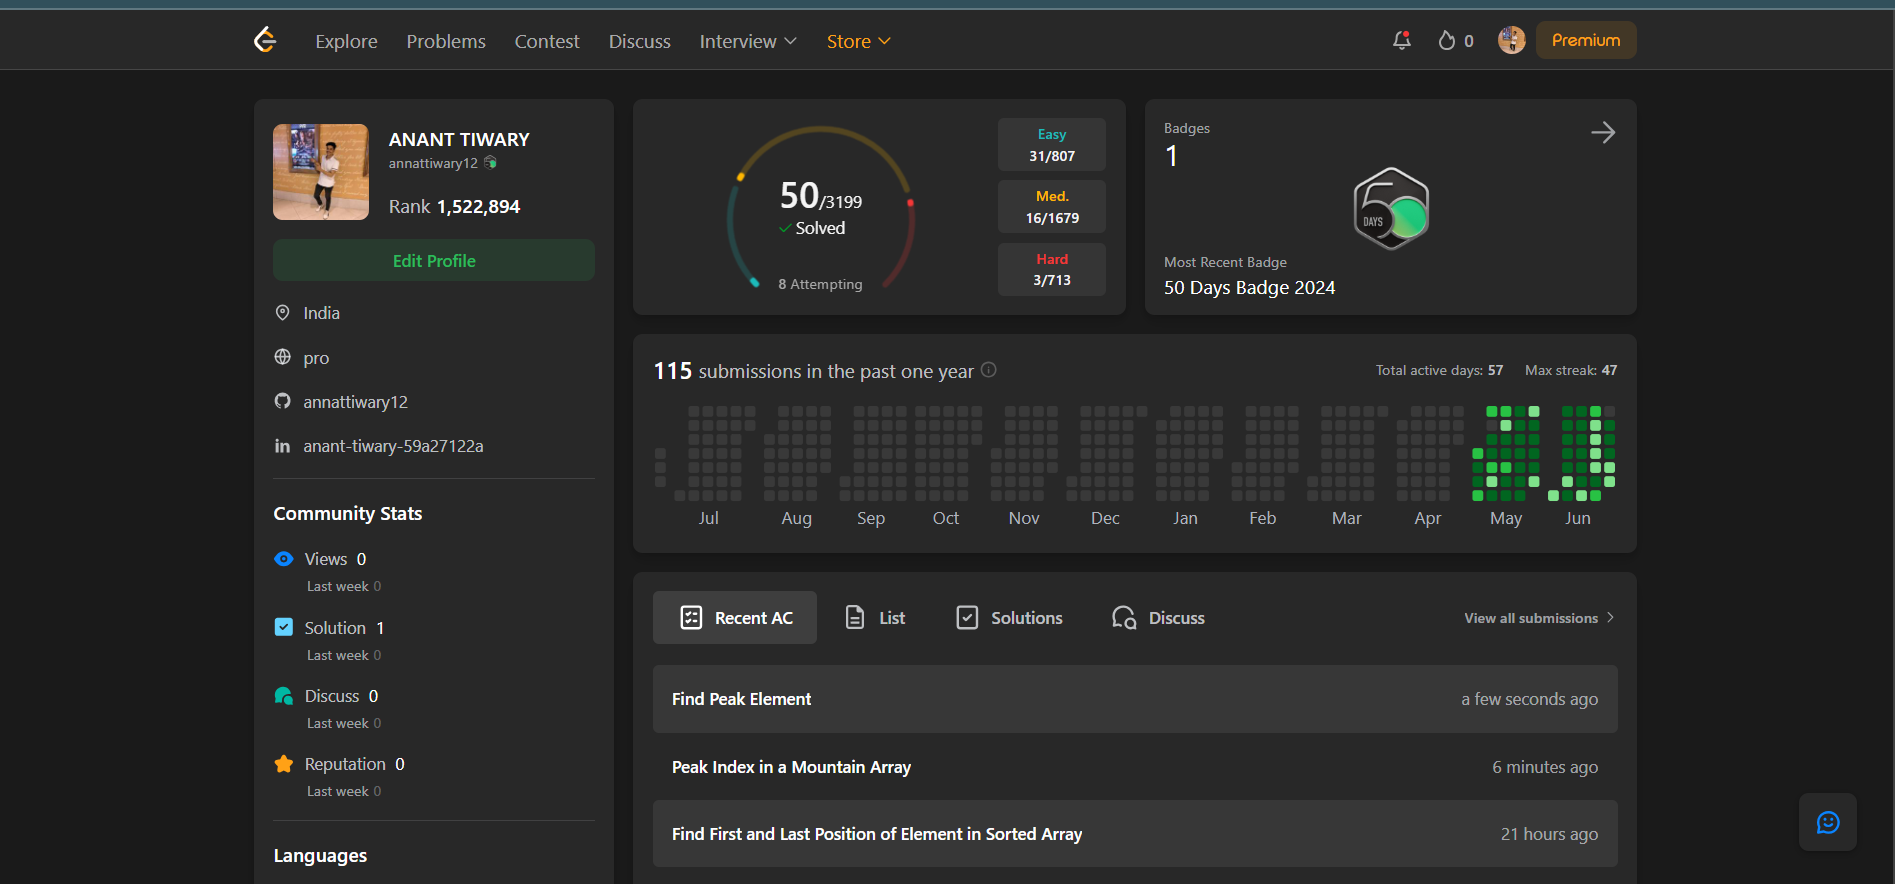 Explore Problems Contest Discuss Interview Store 0 Premium
ANANT TIWARY
annattiwary12
Rank 1,522,894
Edit Profile
India
pro
annattiwary12
anant-tiwary-59a27122a
Community Stats
Views 0
Last week 0
Solution 1
Last week 0
Discuss 0
Last week 0
Reputation 0
Last week 0
Languages
50/3199
Solved
8 Attempting
Easy
31/807
Med.
16/1679
Hard
3/713
Badges
1
50
DAYS
Most Recent Badge
50 Days Badge 2024
115 submissions in the past one year
Total active days: 57 Max streak: 47
Jul Aug Sep Oct Nov Dec Jan Feb Mar Apr May Jun
Recent AC List Solutions Discuss View all submissions
Find Peak Element a few seconds ago
Peak Index in a Mountain Array 6 minutes ago
Find First and Last Position of Element in Sorted Array 21 hours ago